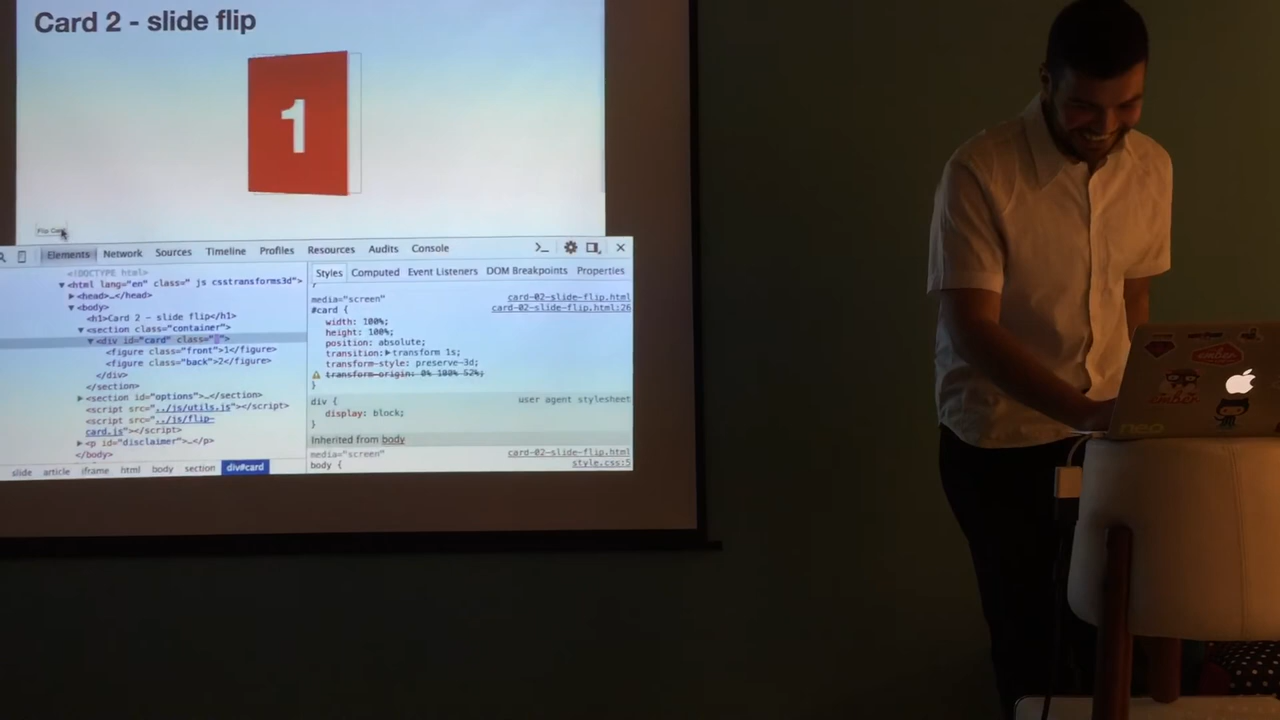 Card 2 - slide flip
1
Flip Card
Elements Network Sources Timeline Profiles Resources Audits Console
<!DOCTYPE html>
<html lang="en" class=" js csstransforms3d">
<head>…</head>
<body>
<h1>Card 2 - slide flip</h1>
<section class="container">
<div id="card" class="">
<figure class="front">1</figure>
<figure class="back">2</figure>
</div>
</section>
<section id="options">…</section>
<script src="../js/utils.js"></script>
<script src="../js/flip-
card.js"></script>
<p id="disclaimer">…</p>
</body>
slide article iframe html body section div#card
Styles Computed Event Listeners DOM Breakpoints Properties
}
media="screen" card-02-slide-flip.html
#card { card-02-slide-flip.html:26
width: 100%;
height: 100%;
position: absolute;
transition: transform 1s;
transform-style: preserve-3d;
transform-origin: 0% 100% 52%;
}
div { user agent stylesheet
display: block;
}
Inherited from body
media="screen" card-02-slide-flip.html
body { style.css:5
ember
neo